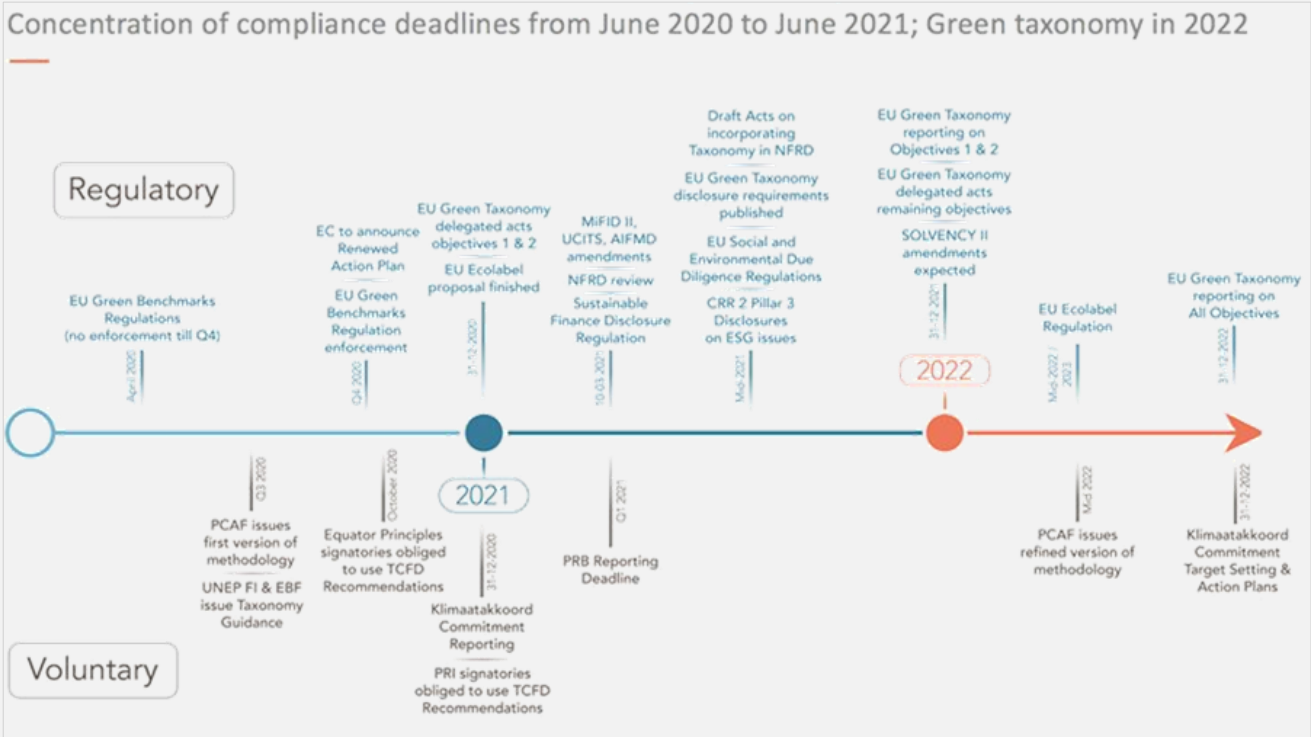 Concentration of compliance deadlines from June 2020 to June 2021; Green taxonomy in 2022
Regulatory
EU Green Benchmarks
Regulations
(no enforcement till Q4)
April 2020
EC to announce
Renewed
Action Plan
EU Green
Benchmarks
Regulation
enforcement
Q4 2020
EU Green Taxonomy
delegated acts
objectives 1 & 2
EU Ecolabel
proposal finished
31-12-2020
MiFID II,
UCITS, AIFMD
amendments
NFRD review
Sustainable
Finance Disclosure
Regulation
10-03-2021
Draft Acts on
incorporating
Taxonomy in NFRD
EU Green Taxonomy
disclosure requirements
published
EU Social and
Environmental Due
Diligence Regulations
CRR 2 Pillar 3
Disclosures
on ESG issues
Mid-2021
EU Green Taxonomy
reporting on
Objectives 1 & 2
EU Green Taxonomy
delegated acts
remaining objectives
SOLVENCY II
amendments
expected
31-12-2021
2022
EU Ecolabel
Regulation
Mid-2022 /
2023
EU Green Taxonomy
reporting on
All Objectives
31-12-2022
Q3 2020
PCAF issues
first version of
methodology
UNEP FI & EBF
issue Taxonomy
Guidance
October 2020
Equator Principles
signatories obliged
to use TCFD
Recommendations
2021
31-12-2020
Klimaatakkoord
Commitment
Reporting
PRI signatories
obliged to use TCFD
Recommendations
Q1 2021
PRB Reporting
Deadline
Mid 2022
PCAF issues
refined version of
methodology
31-12-2022
Klimaatakkoord
Commitment
Target Setting &
Action Plans
Voluntary